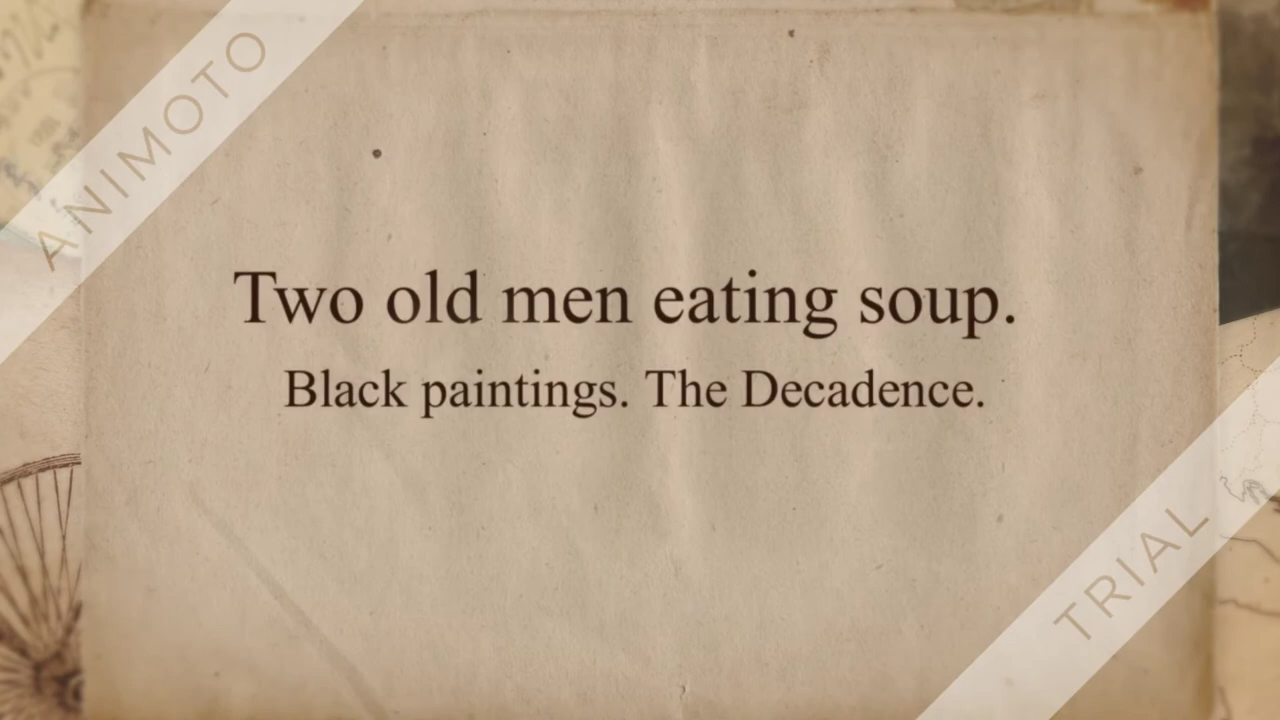 ANIMOTO
Two old men eating soup.
Black paintings. The Decadence.
TRIAL